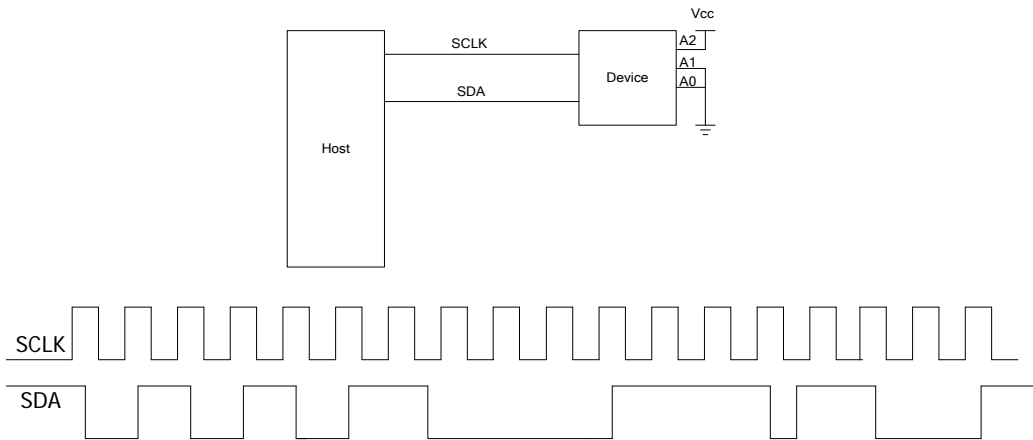 Vcc
SCLK
A2
A1
Device
A0
SDA
Host
SCLK
SDA